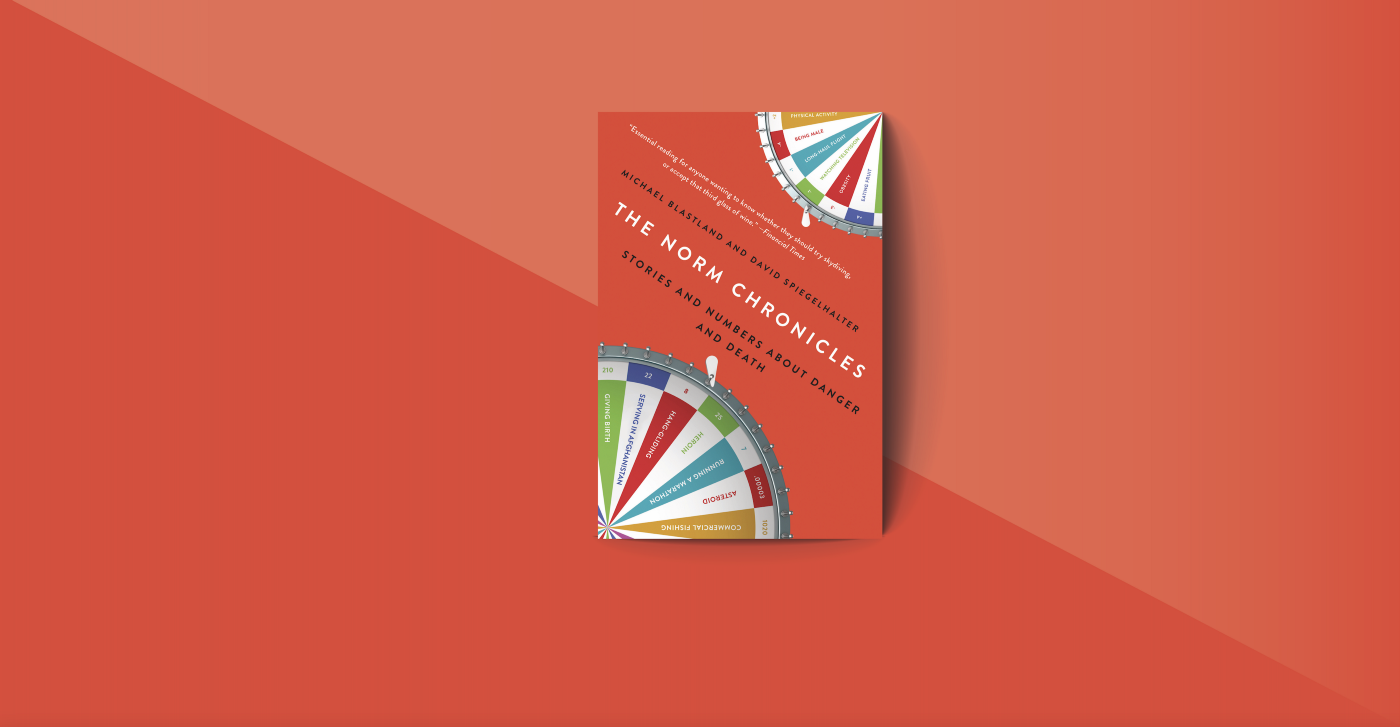 "Essential reading for anyone wanting to know whether they should try skydiving,
or accept that third glass of wine." —Financial Times
MICHAEL BLASTLAND AND DAVID SPIEGELHALTER
THE NORM CHRONICLES
STORIES AND NUMBERS ABOUT DANGER
AND DEATH
PHYSICAL ACTIVITY
BEING MALE
LONG-HAUL FLIGHT
WATCHING TELEVISION
OBESITY
EATING FRUIT
210
GIVING BIRTH
22
SERVING IN AFGHANISTAN
8
HANG-GLIDING
25
HEROIN
7
RUNNING A MARATHON
.00008
ASTEROID
1020
COMMERCIAL FISHING